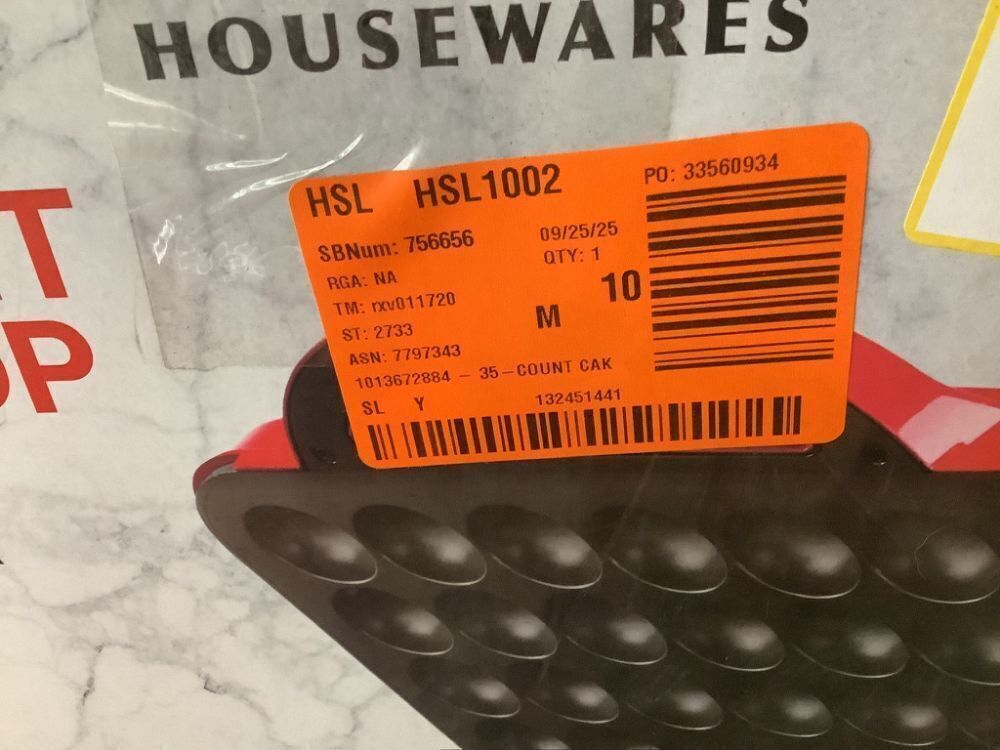 HOUSEWARES
T
OP
HSL HSL1002
PO: 33560934
SBNum: 756656
09/25/25
RGA: NA
QTY: 1
TM: rxv011720
10
ST: 2733
M
ASN: 7797343
1013672884 - 35-COUNT CAK
SL Y
132451441